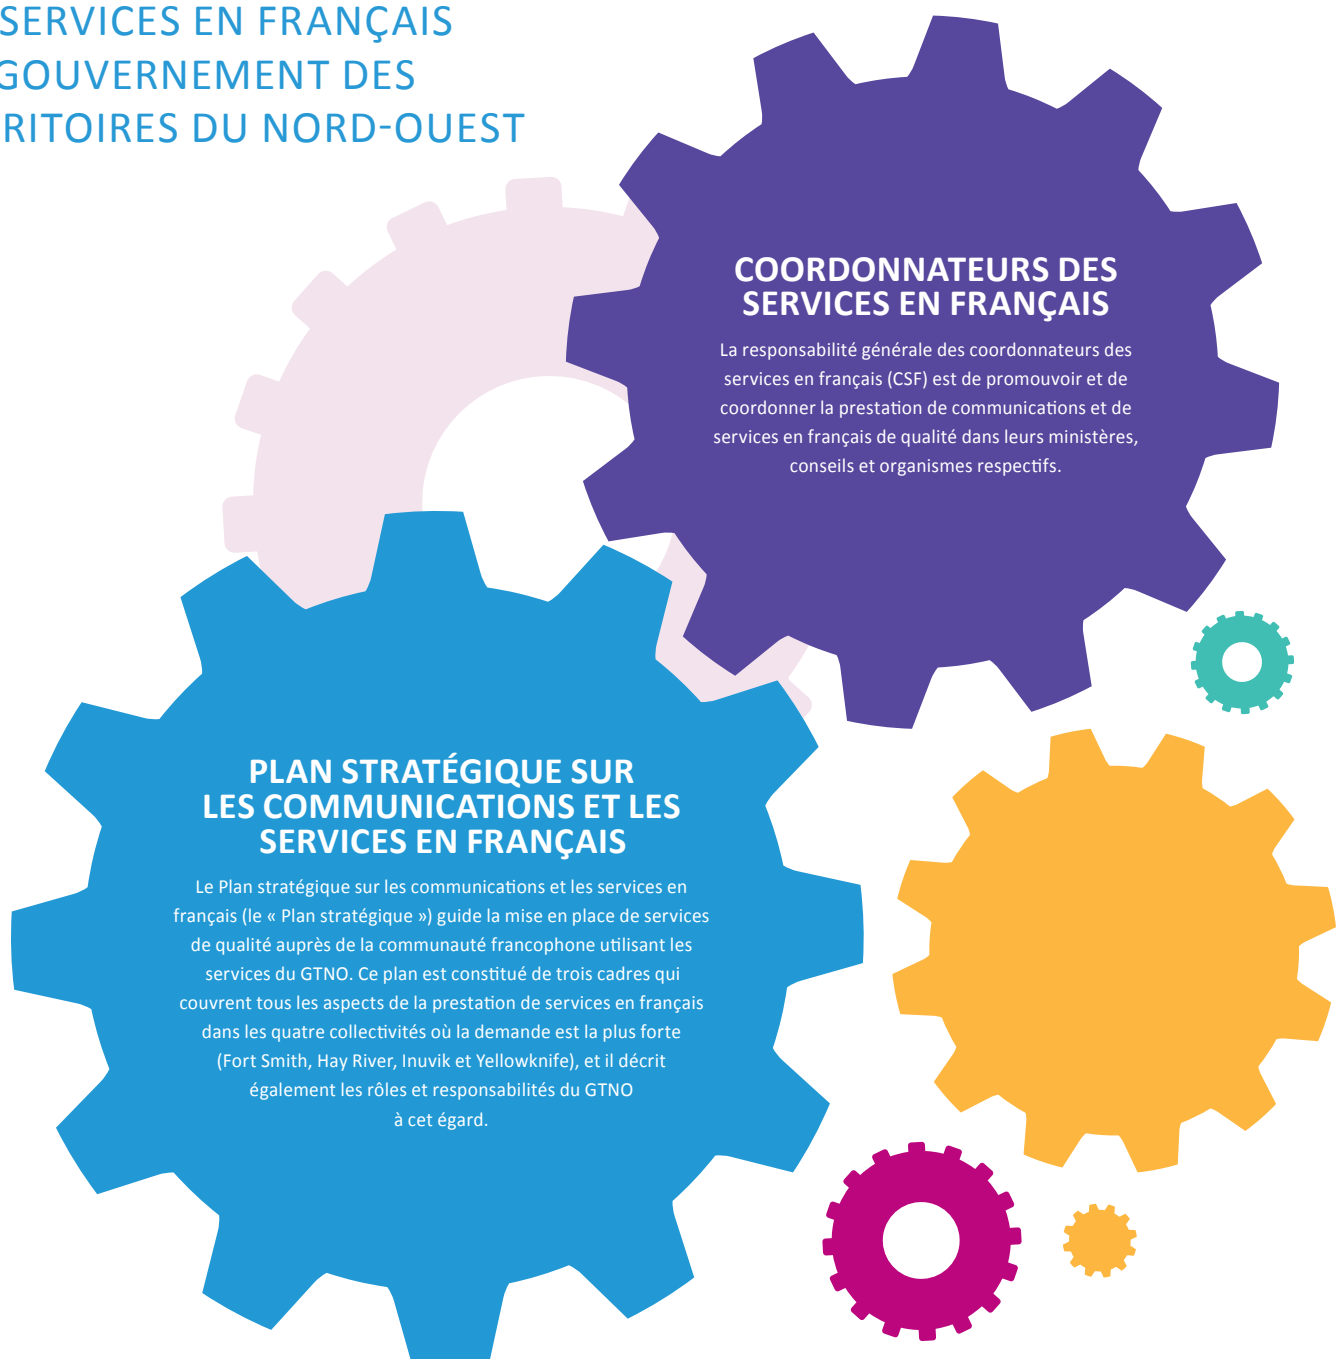 SERVICES EN FRANÇAIS
GOUVERNEMENT DES
RITOIRES DU NORD-OUEST
COORDONNATEURS DES
SERVICES EN FRANÇAIS
La responsabilité générale des coordonnateurs des
services en français (CSF) est de promouvoir et de
coordonner la prestation de communications et de
services en français de qualité dans leurs ministères,
conseils et organismes respectifs.
PLAN STRATÉGIQUE SUR
LES COMMUNICATIONS ET LES
SERVICES EN FRANÇAIS
Le Plan stratégique sur les communications et les services en
français (le « Plan stratégique ») guide la mise en place de services
de qualité auprès de la communauté francophone utilisant les
services du GTNO. Ce plan est constitué de trois cadres qui
couvrent tous les aspects de la prestation de services en français
dans les quatre collectivités où la demande est la plus forte
(Fort Smith, Hay River, Inuvik et Yellowknife), et il décrit
également les rôles et responsabilités du GTNO
à cet égard.